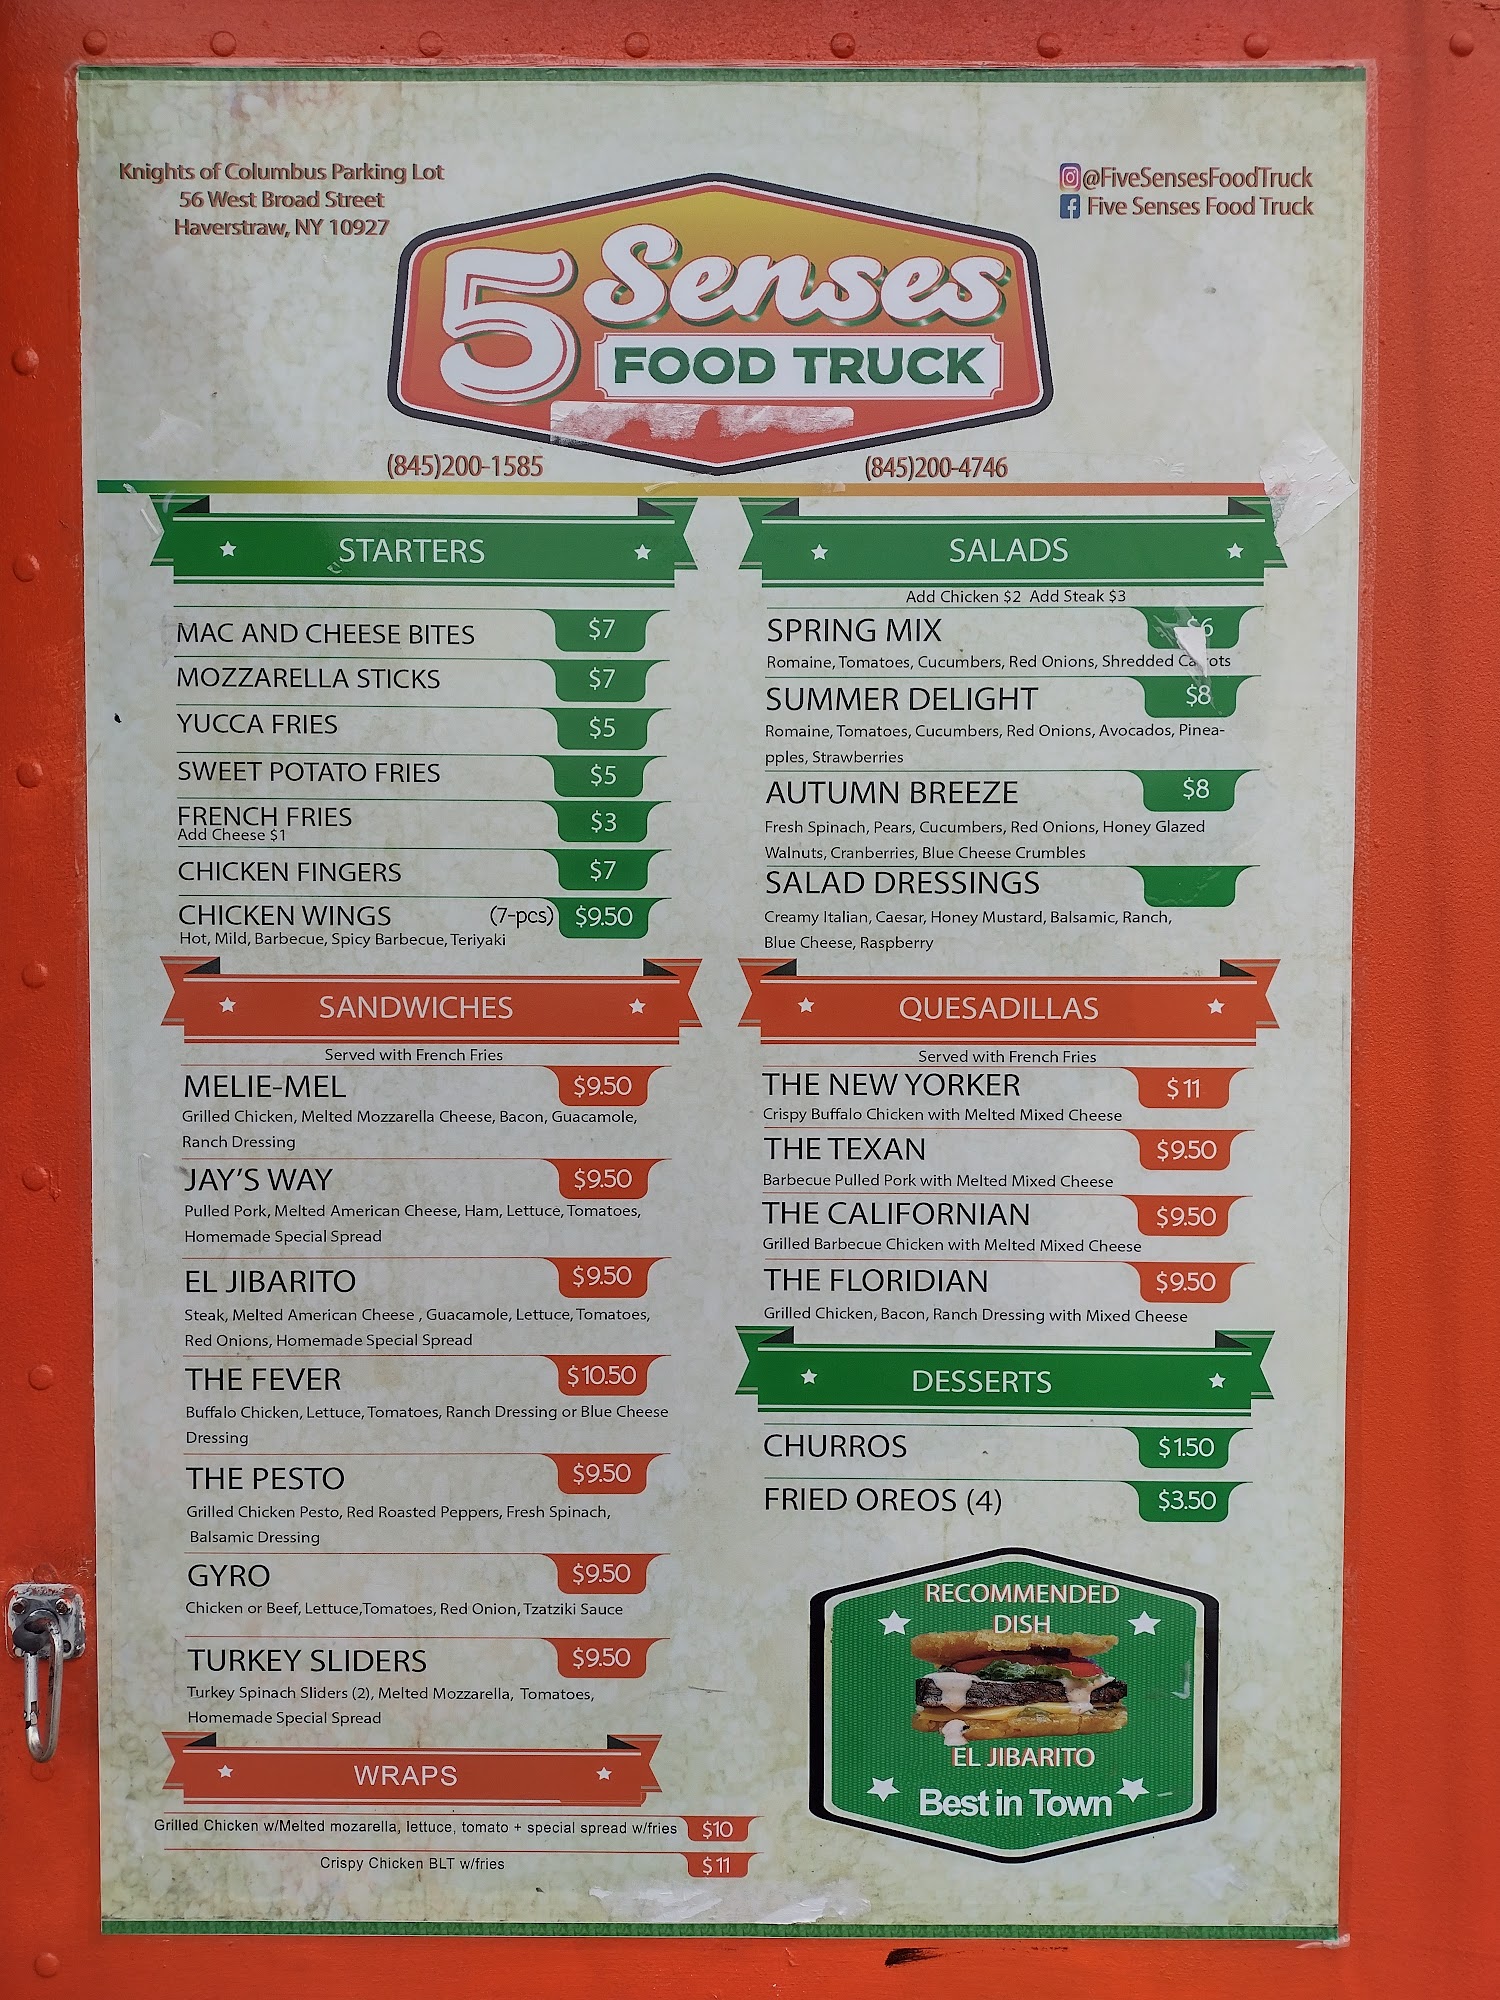 Knights of Columbus Parking Lot
56 West Broad Street
Haverstraw, NY 10927
@FiveSensesFoodTruck
Five Senses Food Truck
5 Senses
FOOD TRUCK
(845)200-1585
(845)200-4746
STARTERS
MAC AND CHEESE BITES $7
MOZZARELLA STICKS $7
YUCCA FRIES $5
SWEET POTATO FRIES $5
FRENCH FRIES $3
Add Cheese $1
CHICKEN FINGERS $7
CHICKEN WINGS (7-pcs) $9.50
Hot, Mild, Barbecue, Spicy Barbecue, Teriyaki
SANDWICHES
Served with French Fries
MELIE-MEL $9.50
Grilled Chicken, Melted Mozzarella Cheese, Bacon, Guacamole,
Ranch Dressing
JAY'S WAY $9.50
Pulled Pork, Melted American Cheese, Ham, Lettuce, Tomatoes,
Homemade Special Spread
EL JIBARITO $9.50
Steak, Melted American Cheese , Guacamole, Lettuce, Tomatoes,
Red Onions, Homemade Special Spread
THE FEVER $10.50
Buffalo Chicken, Lettuce, Tomatoes, Ranch Dressing or Blue Cheese
Dressing
THE PESTO $9.50
Grilled Chicken Pesto, Red Roasted Peppers, Fresh Spinach,
Balsamic Dressing
GYRO $9.50
Chicken or Beef, Lettuce,Tomatoes, Red Onion, Tzatziki Sauce
TURKEY SLIDERS $9.50
Turkey Spinach Sliders (2), Melted Mozzarella, Tomatoes,
Homemade Special Spread
WRAPS
Grilled Chicken w/Melted mozarella, lettuce, tomato + special spread w/fries $10
Crispy Chicken BLT w/fries $11
SALADS
Add Chicken $2 Add Steak $3
SPRING MIX $6
Romaine, Tomatoes, Cucumbers, Red Onions, Shredded Carrots
SUMMER DELIGHT $8
Romaine, Tomatoes, Cucumbers, Red Onions, Avocados, Pinea-
pples, Strawberries
AUTUMN BREEZE $8
Fresh Spinach, Pears, Cucumbers, Red Onions, Honey Glazed
Walnuts, Cranberries, Blue Cheese Crumbles
SALAD DRESSINGS
Creamy Italian, Caesar, Honey Mustard, Balsamic, Ranch,
Blue Cheese, Raspberry
QUESADILLAS
Served with French Fries
THE NEW YORKER $11
Crispy Buffalo Chicken with Melted Mixed Cheese
THE TEXAN $9.50
Barbecue Pulled Pork with Melted Mixed Cheese
THE CALIFORNIAN $9.50
Grilled Barbecue Chicken with Melted Mixed Cheese
THE FLORIDIAN $9.50
Grilled Chicken, Bacon, Ranch Dressing with Mixed Cheese
DESSERTS
CHURROS $1.50
FRIED OREOS (4) $3.50
RECOMMENDED
DISH
EL JIBARITO
Best in Town